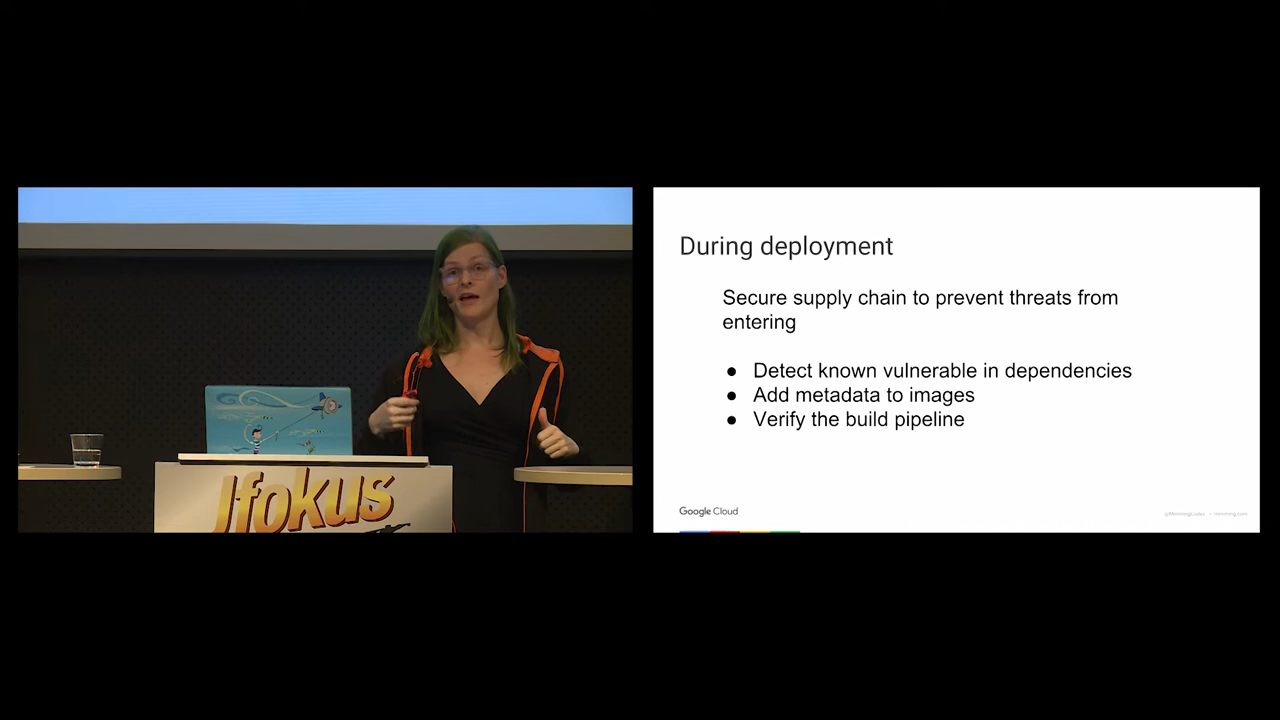 Jfokus
During deployment
Secure supply chain to prevent threats from
entering
● Detect known vulnerable in dependencies
● Add metadata to images
● Verify the build pipeline
Google Cloud